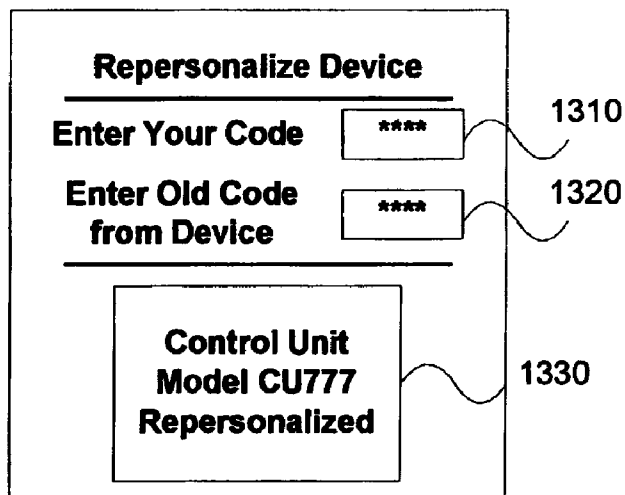 Repersonalize Device
Enter Your Code
****
1310
Enter Old Code
from Device
****
1320
Control Unit
Model CU777
Repersonalized
1330